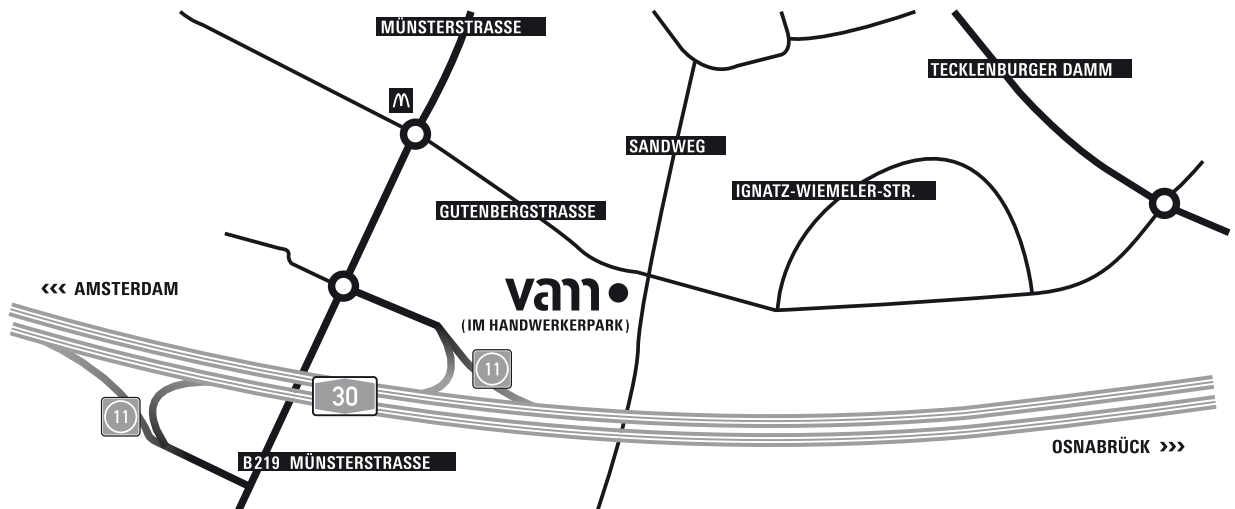 MÜNSTERSTRASSE
TECKLENBURGER DAMM
SANDWEG
IGNATZ-WIEMELER-STR.
GUTENBERGSTRASSE
‹‹‹ AMSTERDAM
vam
(IM HANDWERKERPARK)
11
30
11
OSNABRÜCK ›››
B219 MÜNSTERSTRASSE